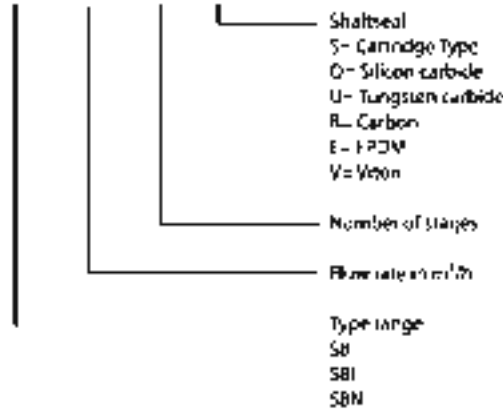 Shaftseal
S= Cartridge Type
Q= Silicon carbide
U= Tungsten carbide
B= Carbon
E= EPDM
V= Viton
Number of stages
Flow rate in m³/h
Type range
SB
SBI
SBN